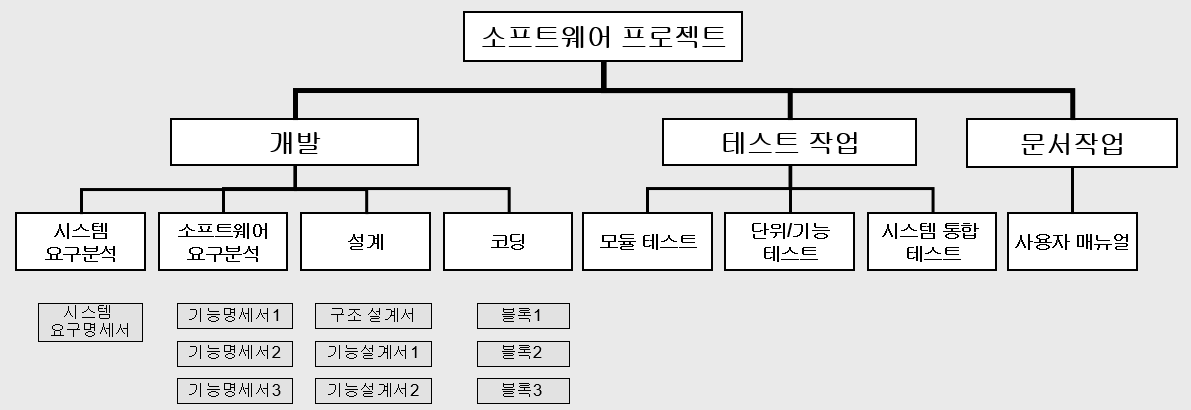 소프트웨어 프로젝트
개발
테스트 작업
문서작업
시스템
요구분석
소프트웨어
요구분석
설계
코딩
모듈 테스트
단위/기능
테스트
시스템 통합
테스트
사용자 매뉴얼
시스템
요구명세서
기능명세서1
구조 설계서
블록1
기능명세서2
기능설계서1
블록2
기능명세서3
기능설계서2
블록3